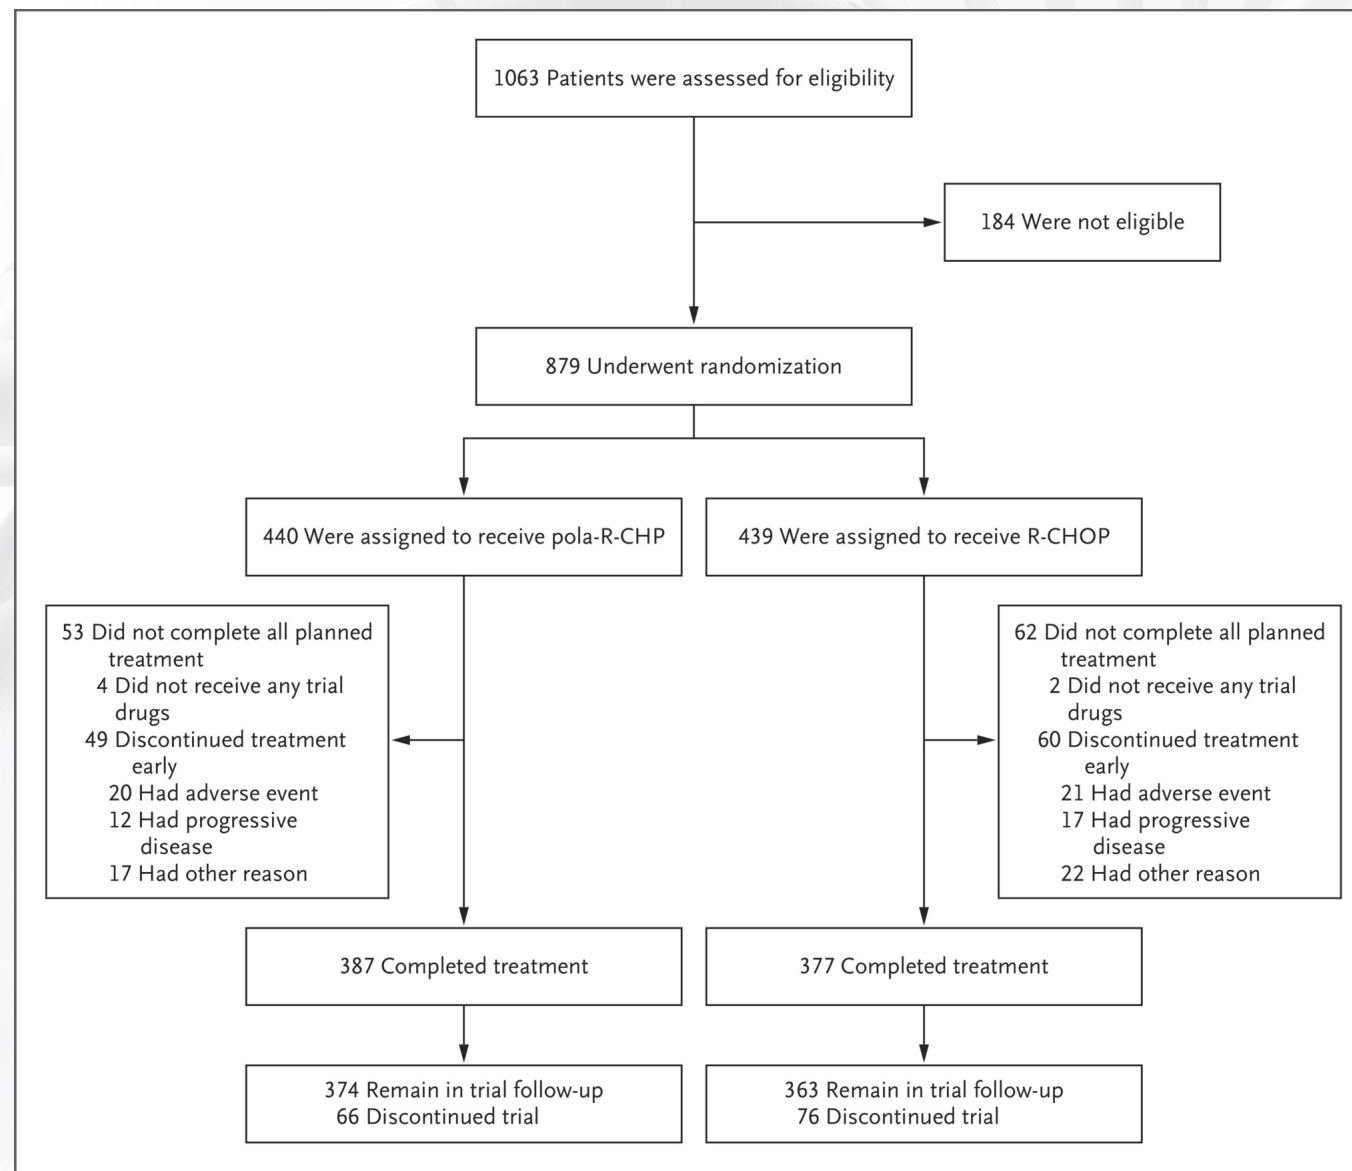 1063 Patients were assessed for eligibility
184 Were not eligible
879 Underwent randomization
440 Were assigned to receive pola-R-CHP
439 Were assigned to receive R-CHOP
53 Did not complete all planned
treatment
4 Did not receive any trial
drugs
49 Discontinued treatment
early
20 Had adverse event
12 Had progressive
disease
17 Had other reason
62 Did not complete all planned
treatment
2 Did not receive any trial
drugs
60 Discontinued treatment
early
21 Had adverse event
17 Had progressive
disease
22 Had other reason
387 Completed treatment
377 Completed treatment
374 Remain in trial follow-up
66 Discontinued trial
363 Remain in trial follow-up
76 Discontinued trial